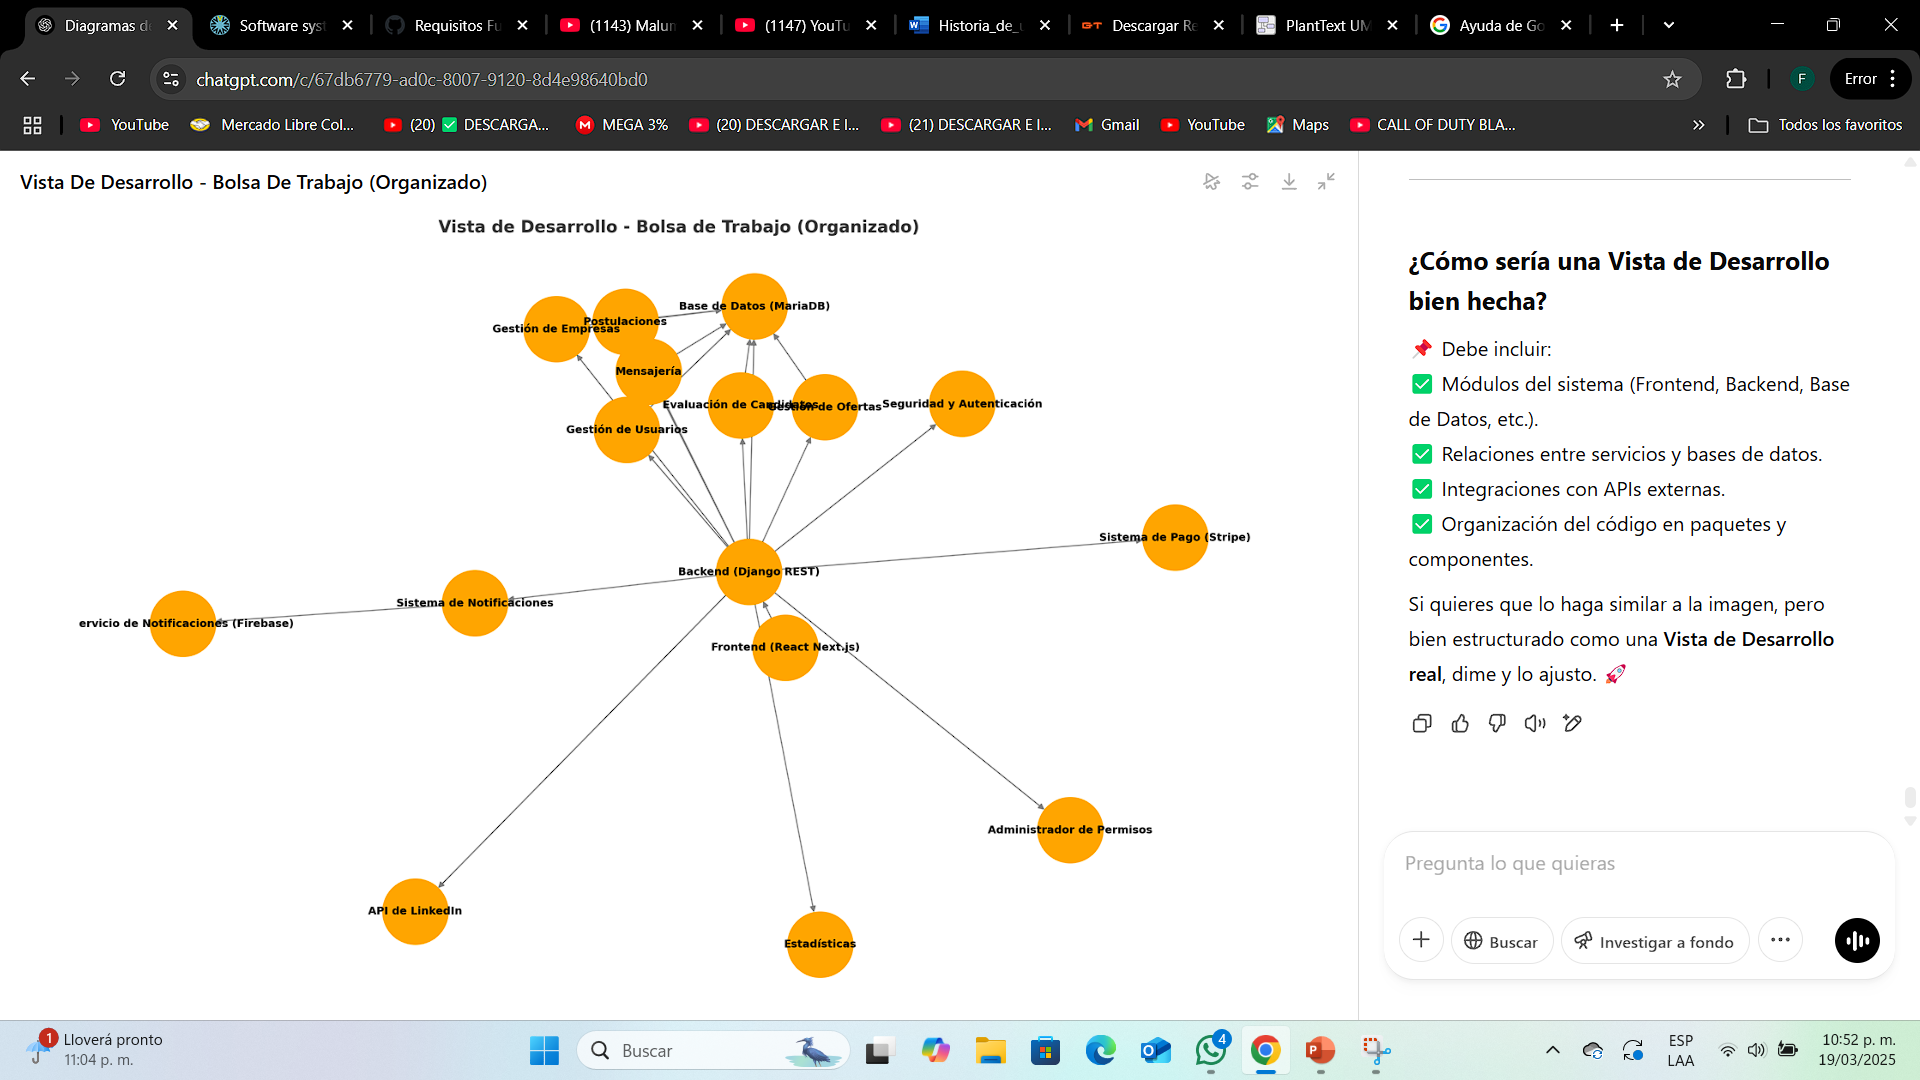 Diagramas de
Software syst
Requisitos Fu
(1143) Malum
(1147) YouTu
Historia_de_u
Descargar Re
PlantText UM
Ayuda de Go
chatgpt.com/c/67db6779-ad0c-8007-9120-8d4e98640bd0
F
Error
YouTube
Mercado Libre Col...
(20) ✅ DESCARGA...
MEGA 3%
(20) DESCARGAR E I...
(21) DESCARGAR E I...
Gmail
YouTube
Maps
CALL OF DUTY BLA...
Todos los favoritos
Vista De Desarrollo - Bolsa De Trabajo (Organizado)
Vista de Desarrollo - Bolsa de Trabajo (Organizado)
Base de Datos (MariaDB)
Postulaciones
Gestión de Empresas
Mensajería
Evaluación de Candidatos
Gestión de Ofertas
Seguridad y Autenticación
Gestión de Usuarios
Sistema de Pago (Stripe)
Backend (Django REST)
Sistema de Notificaciones
ervicio de Notificaciones (Firebase)
Frontend (React Next.js)
Administrador de Permisos
API de LinkedIn
Estadísticas
¿Cómo sería una Vista de Desarrollo
bien hecha?
📌 Debe incluir:
✅ Módulos del sistema (Frontend, Backend, Base
de Datos, etc.).
✅ Relaciones entre servicios y bases de datos.
✅ Integraciones con APIs externas.
✅ Organización del código en paquetes y
componentes.
Si quieres que lo haga similar a la imagen, pero
bien estructurado como una Vista de Desarrollo
real, dime y lo ajusto. 🚀
Pregunta lo que quieras
Buscar
Investigar a fondo
1
Lloverá pronto
11:04 p. m.
Buscar
4
ESP
LAA
10:52 p. m.
19/03/2025